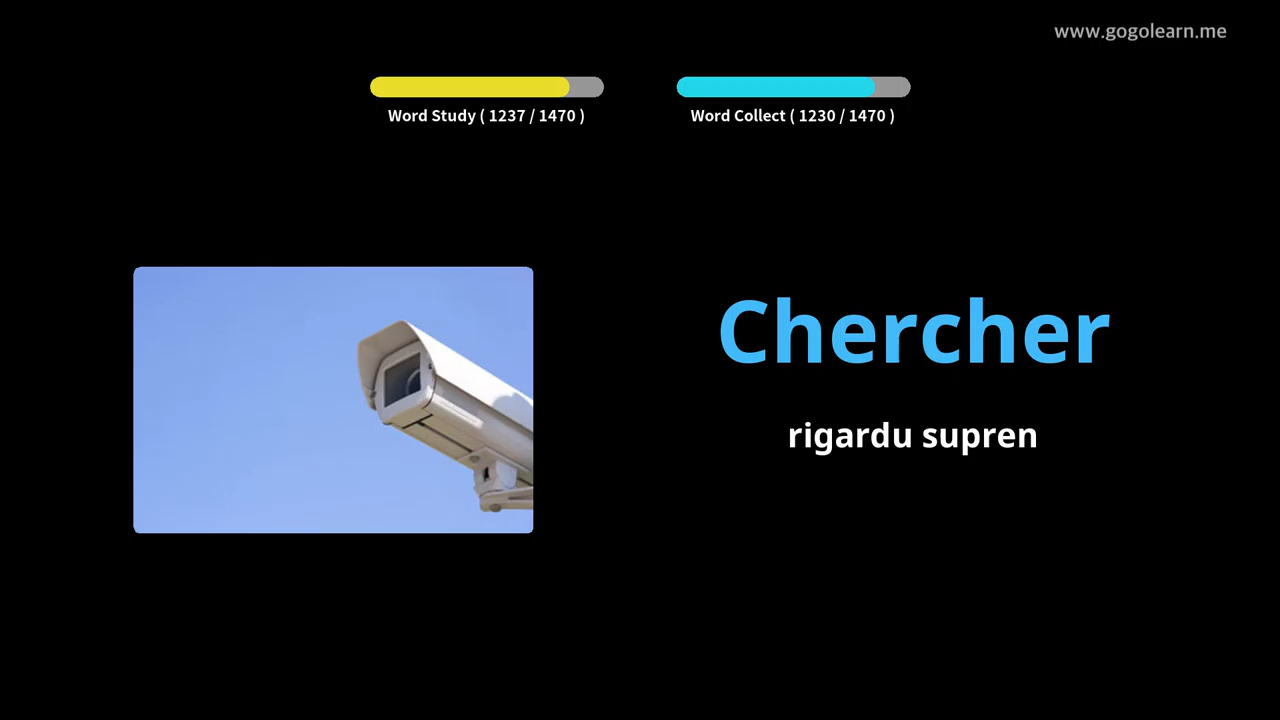 www.gogolearn.me
Word Study ( 1237 / 1470 )
Word Collect ( 1230 / 1470 )
Chercher
rigardu supren